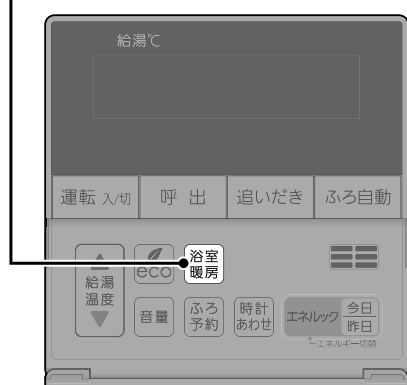 給湯℃
運転 入/切 呼出 追いだき ふろ自動
eco
浴室
暖房
給湯
温度
音量
ふろ
予約
時計
あわせ
エネルック
今日
昨日
エネルギー切替